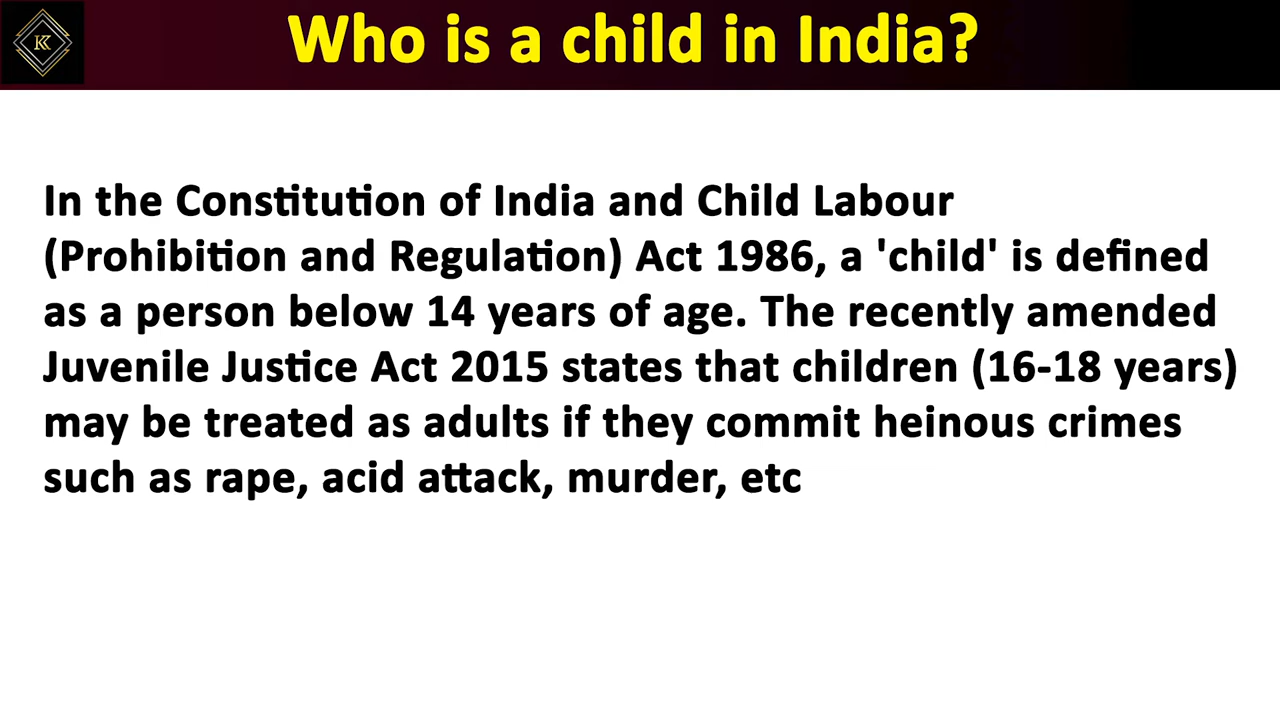 K
Who is a child in India?
In the Constitution of India and Child Labour
(Prohibition and Regulation) Act 1986, a 'child' is defined
as a person below 14 years of age. The recently amended
Juvenile Justice Act 2015 states that children (16-18 years)
may be treated as adults if they commit heinous crimes
such as rape, acid attack, murder, etc